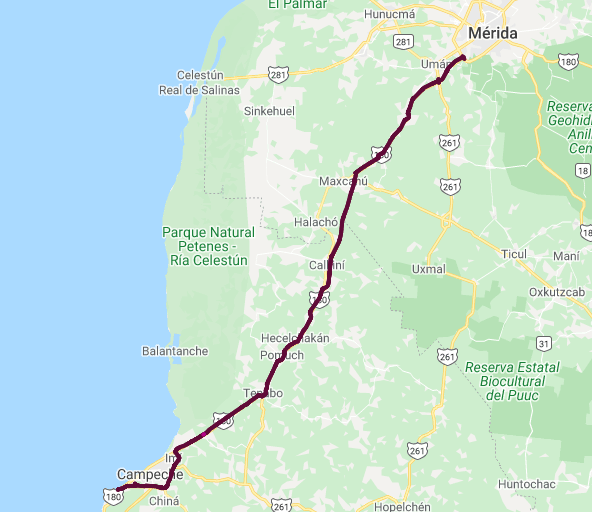 El Palmar
Hunucmá
Mérida
281
Umán
180
Celestún
281
Real de Salinas
Sinkehuel
Reserva
Geohid
Anil
Cen
261
180
18
Maxcanú
261
Halachó
Parque Natural
Petenes -
Ría Celestún
180
Ticul
Maní
Calkiní
Uxmal
Oxkutzcab
180
Hecelchakán
31
Balantanche
Pomuch
261
Reserva Estatal
Biocultural
del Puuc
Tenabo
180
261
Campeche
180
Chiná
Huntochac
261
Hopelchén